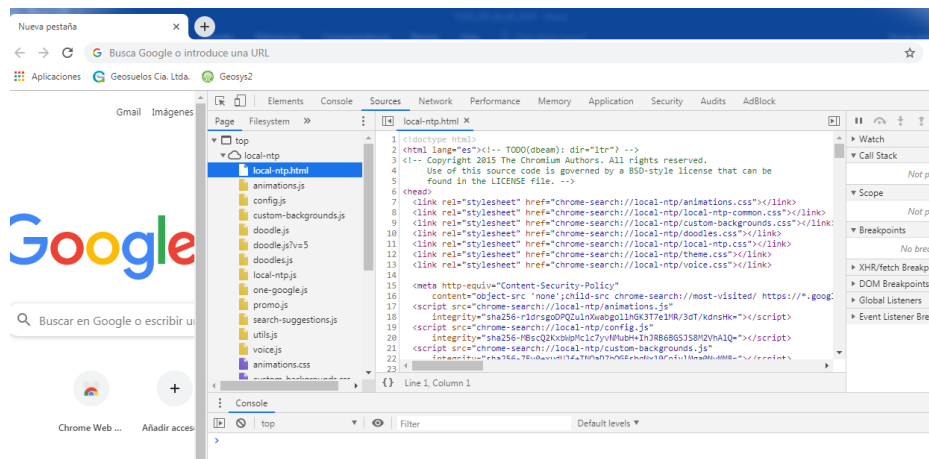 Nueva pestaña
Busca Google o introduce una URL
Aplicaciones Geosuelos Cia. Ltda. Geosys2
Gmail Imágenes
Google
Buscar en Google o escribir u
Chrome Web ... Añadir acces
Elements Console Sources Network Performance Memory Application Security Audits AdBlock
Page Filesystem »
top
local-ntp
local-ntp.html
animations.js
config.js
custom-backgrounds.js
doodle.js
doodle.js?v=5
doodles.js
local-ntp.js
one-google.js
promo.js
search-suggestions.js
utils.js
voice.js
animations.css
custom-backgrounds.css
local-ntp.html ×
1 <!doctype html>
2 <html lang="es"><!-- TODO(dbeam): dir="ltr"? -->
3 <!-- Copyright 2015 The Chromium Authors. All rights reserved.
4 Use of this source code is governed by a BSD-style license that can be
5 found in the LICENSE file. -->
6 <head>
7 <link rel="stylesheet" href="chrome-search://local-ntp/animations.css"></link>
8 <link rel="stylesheet" href="chrome-search://local-ntp/local-ntp-common.css"></link>
9 <link rel="stylesheet" href="chrome-search://local-ntp/custom-backgrounds.css"></link>
10 <link rel="stylesheet" href="chrome-search://local-ntp/doodles.css"></link>
11 <link rel="stylesheet" href="chrome-search://local-ntp/local-ntp.css"></link>
12 <link rel="stylesheet" href="chrome-search://local-ntp/theme.css"></link>
13 <link rel="stylesheet" href="chrome-search://local-ntp/voice.css"></link>
14
15 <meta http-equiv="Content-Security-Policy"
16 content="object-src 'none';child-src chrome-search://most-visited/ https://*.googl
17 <script src="chrome-search://local-ntp/animations.js"
18
19 <script src="chrome-search://local-ntp/config.js"
20
21 <script src="chrome-search://local-ntp/custom-backgrounds.js"
22
23
{} Line 1, Column 1
Watch
Call Stack
Not p
Scope
Not p
Breakpoints
No brea
XHR/fetch Breakp
DOM Breakpoints
Global Listeners
Event Listener Bre
Console
top Filter Default levels